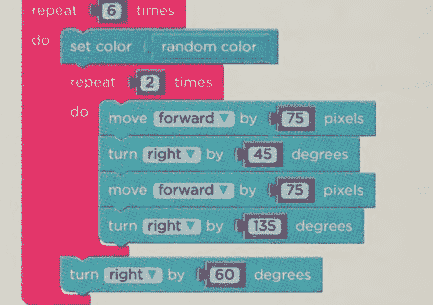 repeat 6 times
do
set color random color
repeat 2 times
do
move forward by 75 pixels
turn right by 45 degrees
move forward by 75 pixels
turn right by 135 degrees
turn right by 60 degrees